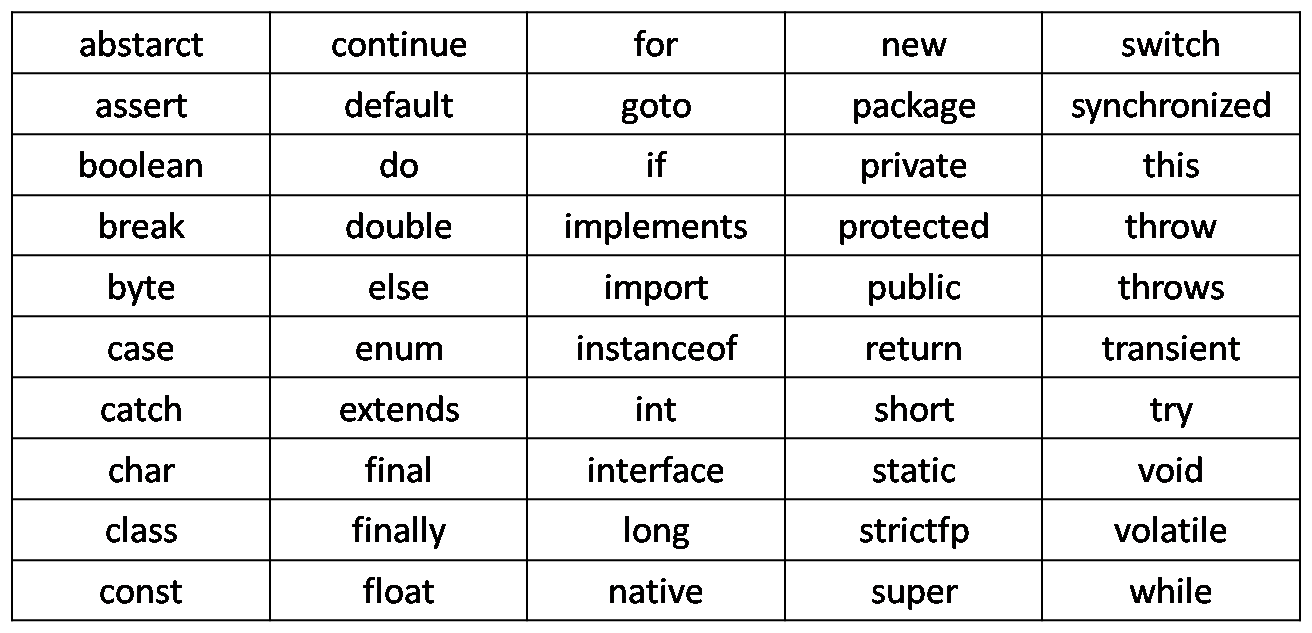 abstarct continue for new switch
assert default goto package synchronized
boolean do if private this
break double implements protected throw
byte else import public throws
case enum instanceof return transient
catch extends int short try
char final interface static void
class finally long strictfp volatile
const float native super while